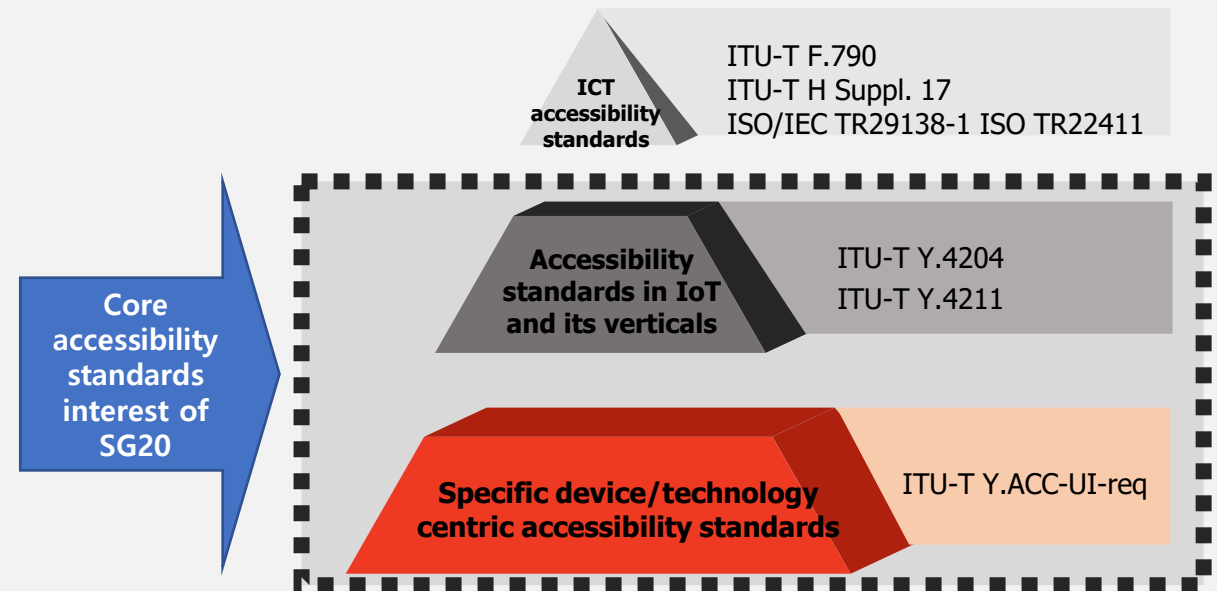 ICT
accessibility
standards
ITU-T F.790
ITU-T H Suppl. 17
ISO/IEC TR29138-1 ISO TR22411
Core
accessibility
standards
interest of
SG20
Accessibility
standards in IoT
and its verticals
ITU-T Y.4204
ITU-T Y.4211
Specific device/technology
centric accessibility standards
ITU-T Y.ACC-UI-req